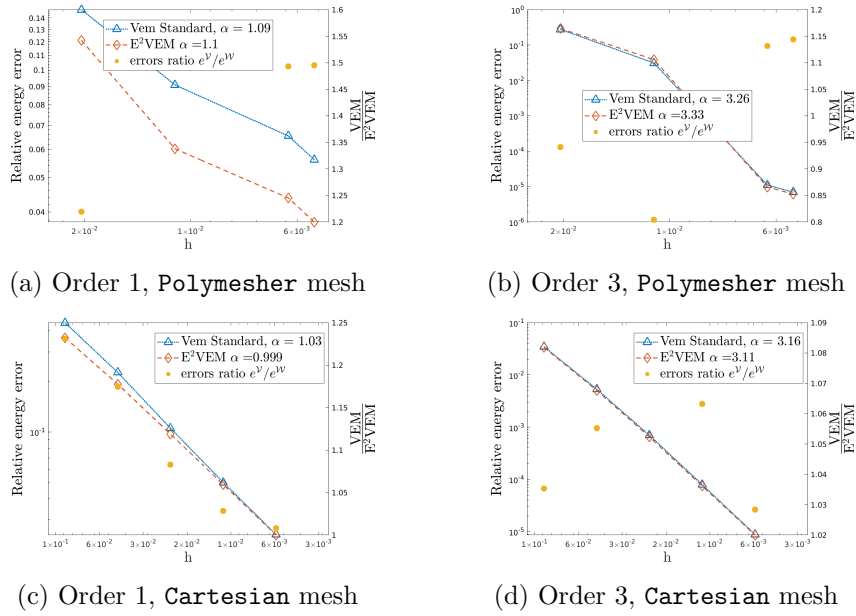 0.14
0.12
0.11
0.1
0.09
0.08
0.07
0.06
0.05
0.04
Relative energy error
Vem Standard, α = 1.09
E²VEM α =1.1
errors ratio e^𝒱/e^𝒲
1.6
1.55
1.5
1.45
1.4
1.35
1.3
1.25
1.2
VEM
E²VEM
2×10⁻²
1×10⁻²
6×10⁻³
h
10⁰
10⁻¹
10⁻²
10⁻³
10⁻⁴
10⁻⁵
10⁻⁶
Relative energy error
Vem Standard, α = 3.26
E²VEM α =3.33
errors ratio e^𝒱/e^𝒲
1.2
1.15
1.1
1.05
1
0.95
0.9
0.85
0.8
VEM
E²VEM
2×10⁻²
1×10⁻²
6×10⁻³
h
(a) Order 1, Polymesher mesh
(b) Order 3, Polymesher mesh
10⁻¹
Relative energy error
Vem Standard, α = 1.03
E²VEM α =0.999
errors ratio e^𝒱/e^𝒲
1.25
1.2
1.15
1.1
1.05
1
VEM
E²VEM
1×10⁻¹
6×10⁻²
3×10⁻²
2×10⁻²
1×10⁻²
6×10⁻³
3×10⁻³
h
10⁻¹
10⁻²
10⁻³
10⁻⁴
10⁻⁵
Relative energy error
Vem Standard, α = 3.16
E²VEM α =3.11
errors ratio e^𝒱/e^𝒲
1.09
1.08
1.07
1.06
1.05
1.04
1.03
1.02
VEM
E²VEM
1×10⁻¹
6×10⁻²
3×10⁻²
2×10⁻²
1×10⁻²
6×10⁻³
3×10⁻³
h
(c) Order 1, Cartesian mesh
(d) Order 3, Cartesian mesh